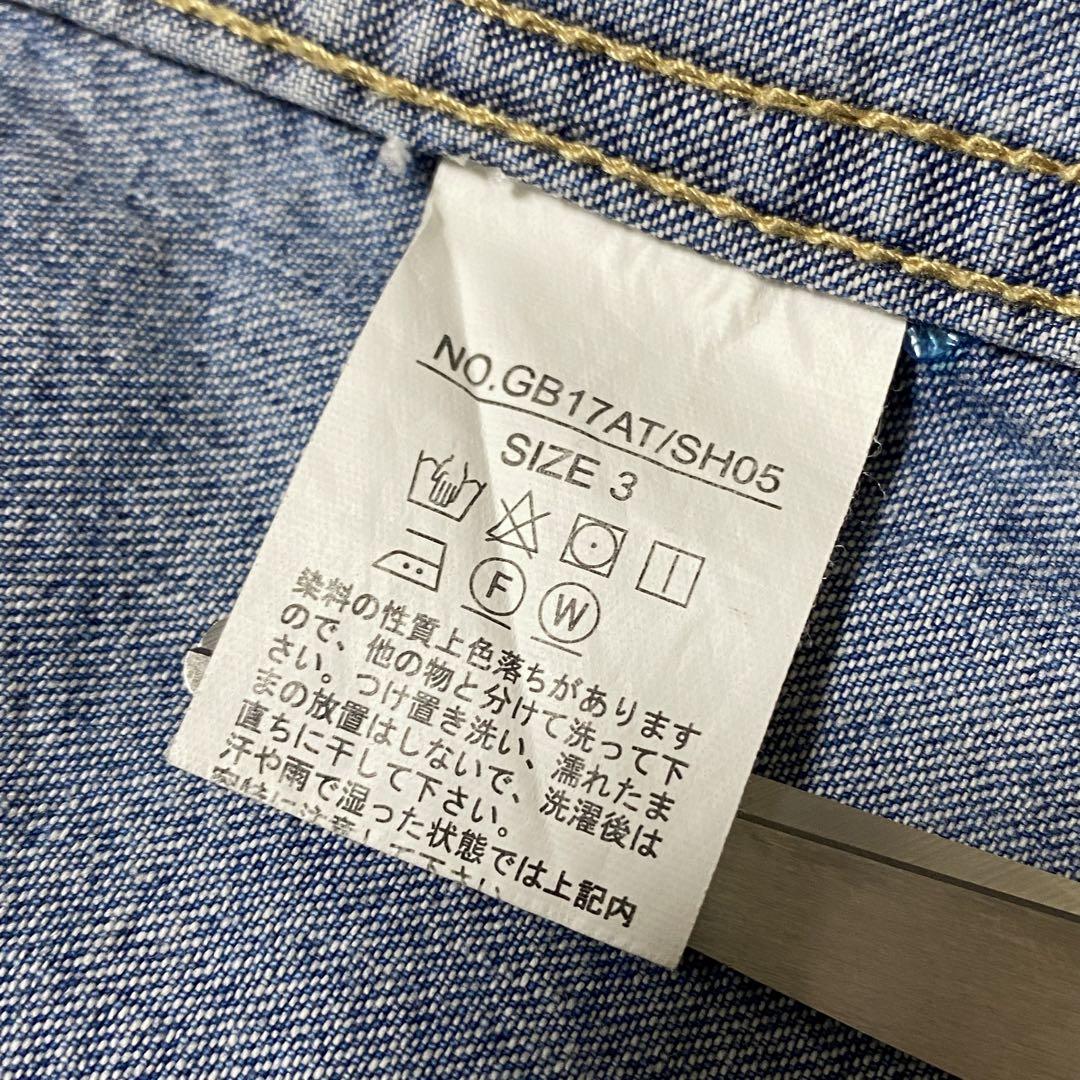 NO.GB17AT/SH05
SIZE 3
F W
染料の性質上色落ちがあります
ので、他の物と分けて洗って下
さい。つけ置き洗い、濡れたま
まの放置はしないで、洗濯後は
直ちに干して下さい。
汗や雨で湿った状態では上記内